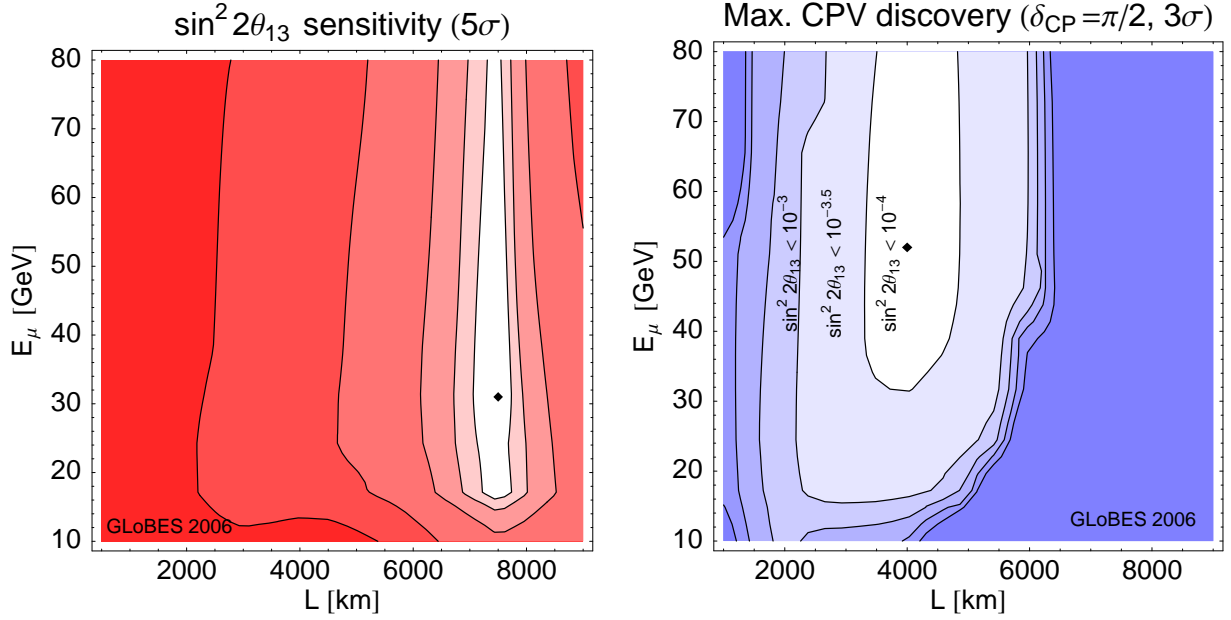 sin² 2θ₁₃ sensitivity (5σ)
80
70
60
50
40
30
20
10
E_μ [GeV]
GLoBES 2006
2000 4000 6000 8000
L [km]
Max. CPV discovery (δ_CP=π/2, 3σ)
80
70
60
50
40
30
20
10
E_μ [GeV]
sin² 2θ₁₃ < 10⁻³
sin² 2θ₁₃ < 10⁻³·⁵
sin² 2θ₁₃ < 10⁻⁴
GLoBES 2006
2000 4000 6000 8000
L [km]